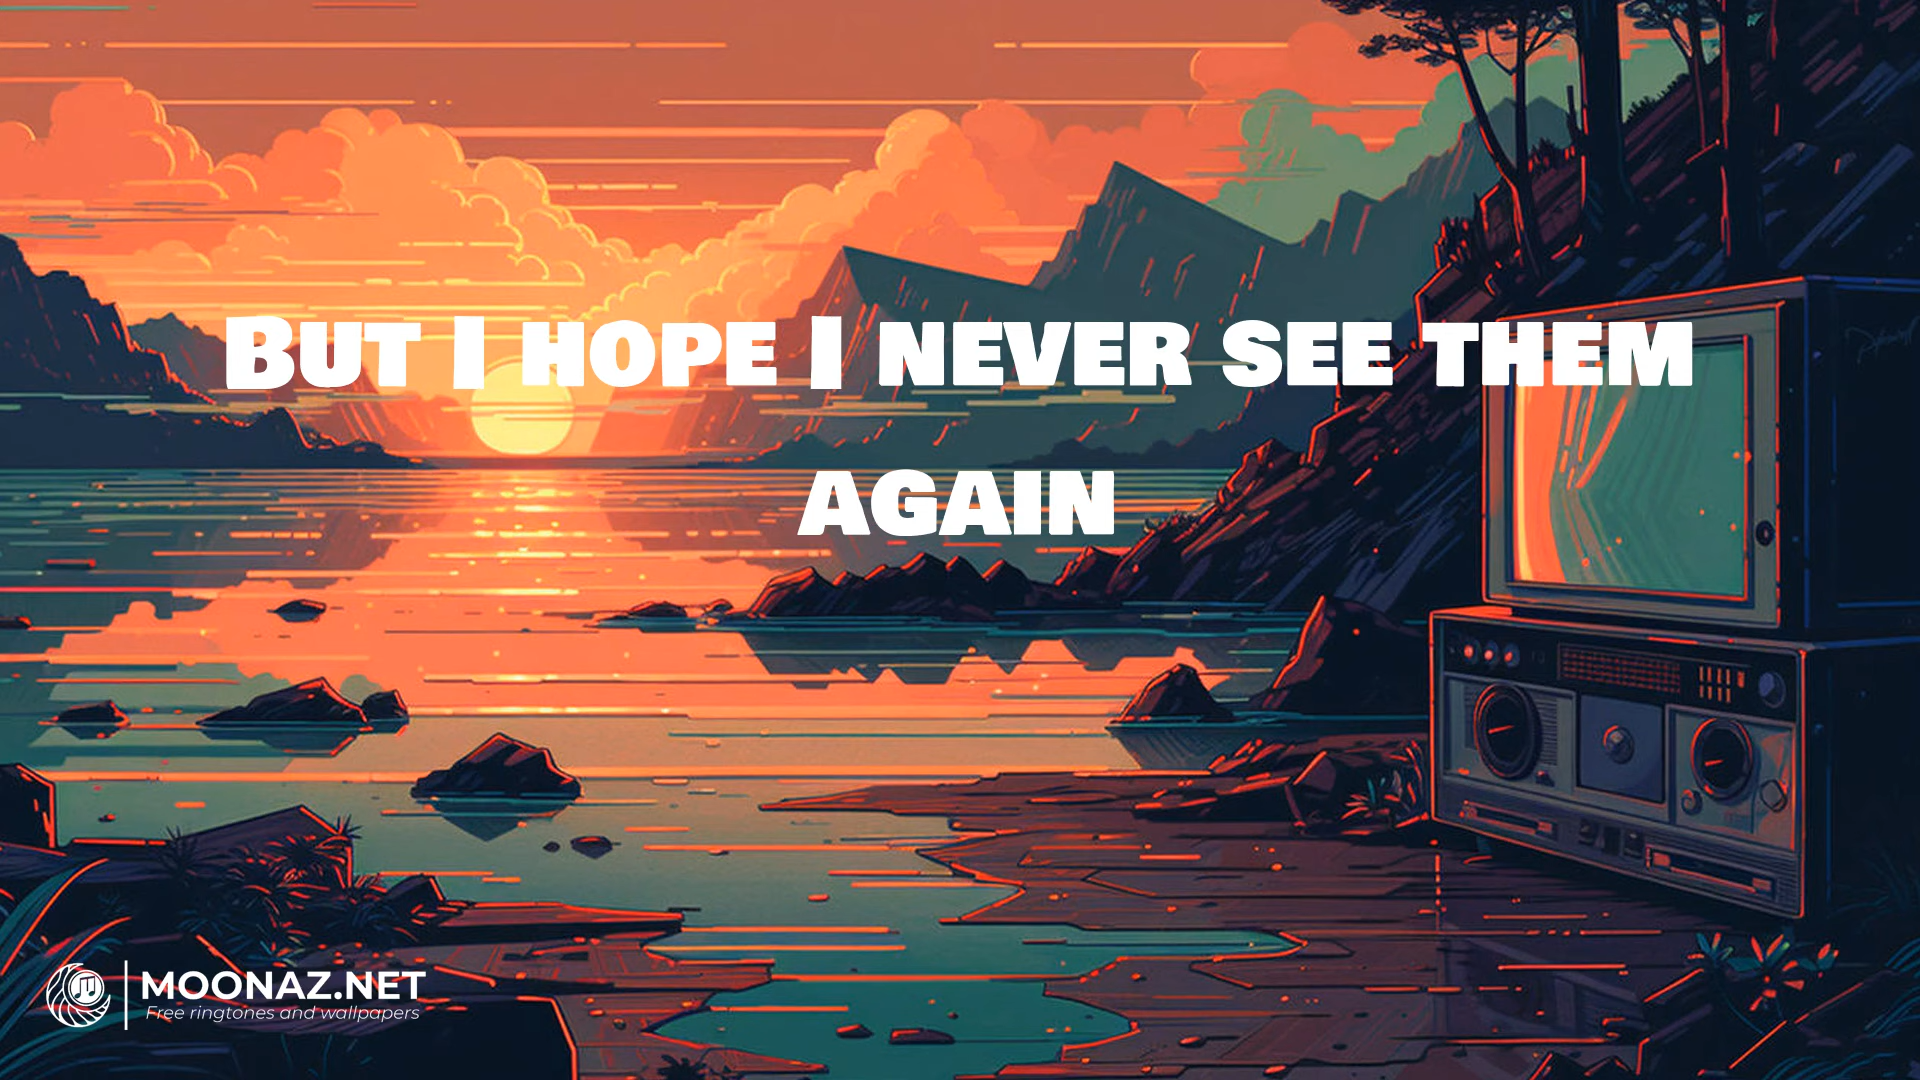 But I hope I never see them
again
MOONAZ.NET
Free ringtones and wallpapers